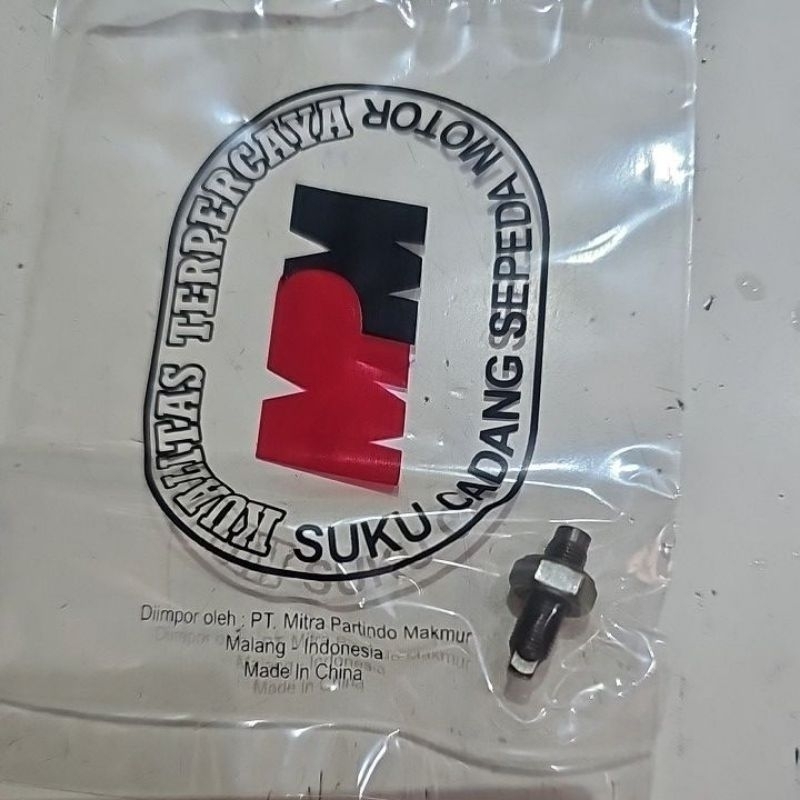 KUALITAS TERPERCAYA
MPM
SUKU CADANG SEPEDA MOTOR
Diimpor oleh : PT. Mitra Partindo Makmur
Malang - Indonesia
Made In China